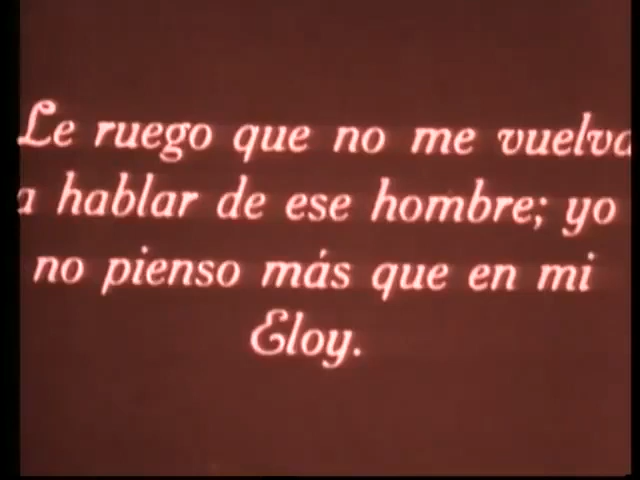 Le ruego que no me vuelva
a hablar de ese hombre; yo
no pienso más que en mi
Eloy.